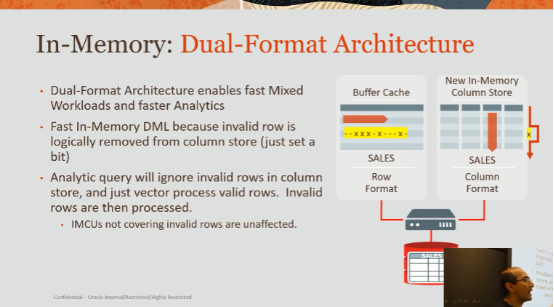 In-Memory: Dual-Format Architecture
• Dual-Format Architecture enables fast Mixed
Workloads and faster Analytics
• Fast In-Memory DML because invalid row is
logically removed from column store (just set a
bit)
• Analytic query will ignore invalid rows in column
store, and just vector process valid rows. Invalid
rows are then processed.
• IMCUs not covering invalid rows are unaffected.
Buffer Cache
- - x x x - x - - - x -
SALES
Row
Format
New In-Memory
Column Store
x
SALES
Column
Format
SALES
Confidential – Oracle Internal/Restricted/Highly Restricted